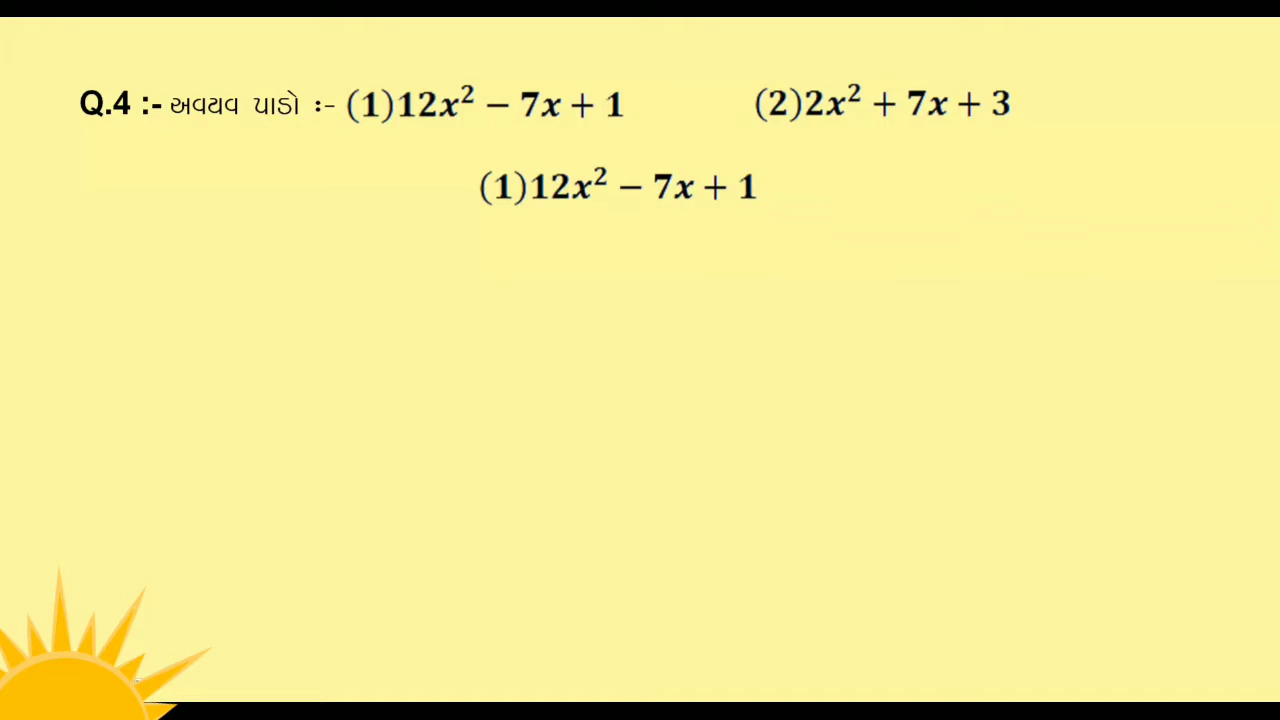 Q.4 :- અવયવ પાડો :- (1)12x² − 7x + 1 (2)2x² + 7x + 3
(1)12x² − 7x + 1